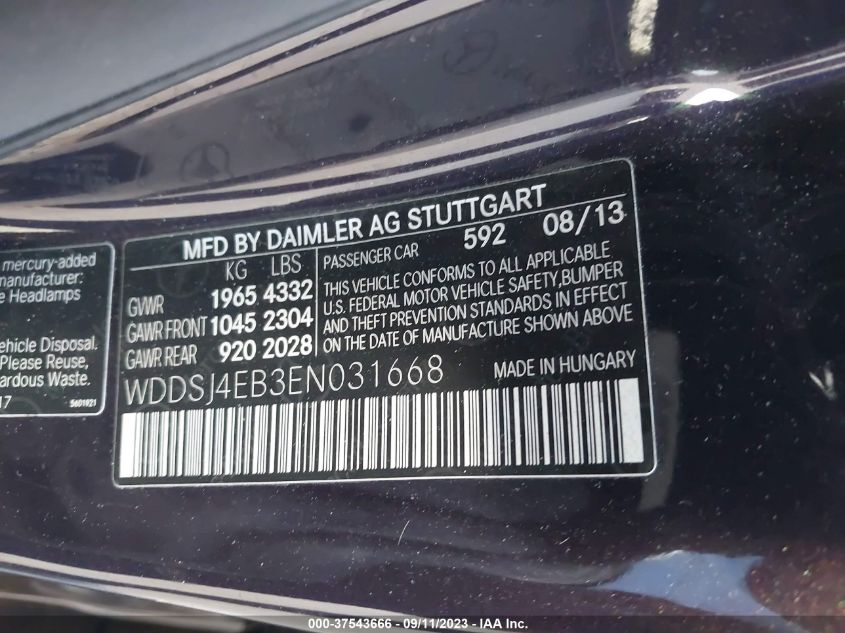 mercury-added
manufacturer:
e Headlamps
hicle Disposal.
Please Reuse,
ardous Waste.
17
5601921
MFD BY DAIMLER AG STUTTGART
KG LBS
GVWR 1965 4332
GAWR FRONT 1045 2304
GAWR REAR 920 2028
PASSENGER CAR 592 08/13
THIS VEHICLE CONFORMS TO ALL APPLICABLE
U.S. FEDERAL MOTOR VEHICLE SAFETY,BUMPER
AND THEFT PREVENTION STANDARDS IN EFFECT
ON THE DATE OF MANUFACTURE SHOWN ABOVE
WDDSJ4EB3EN031668
MADE IN HUNGARY
000-37543666 - 09/11/2023 - IAA Inc.